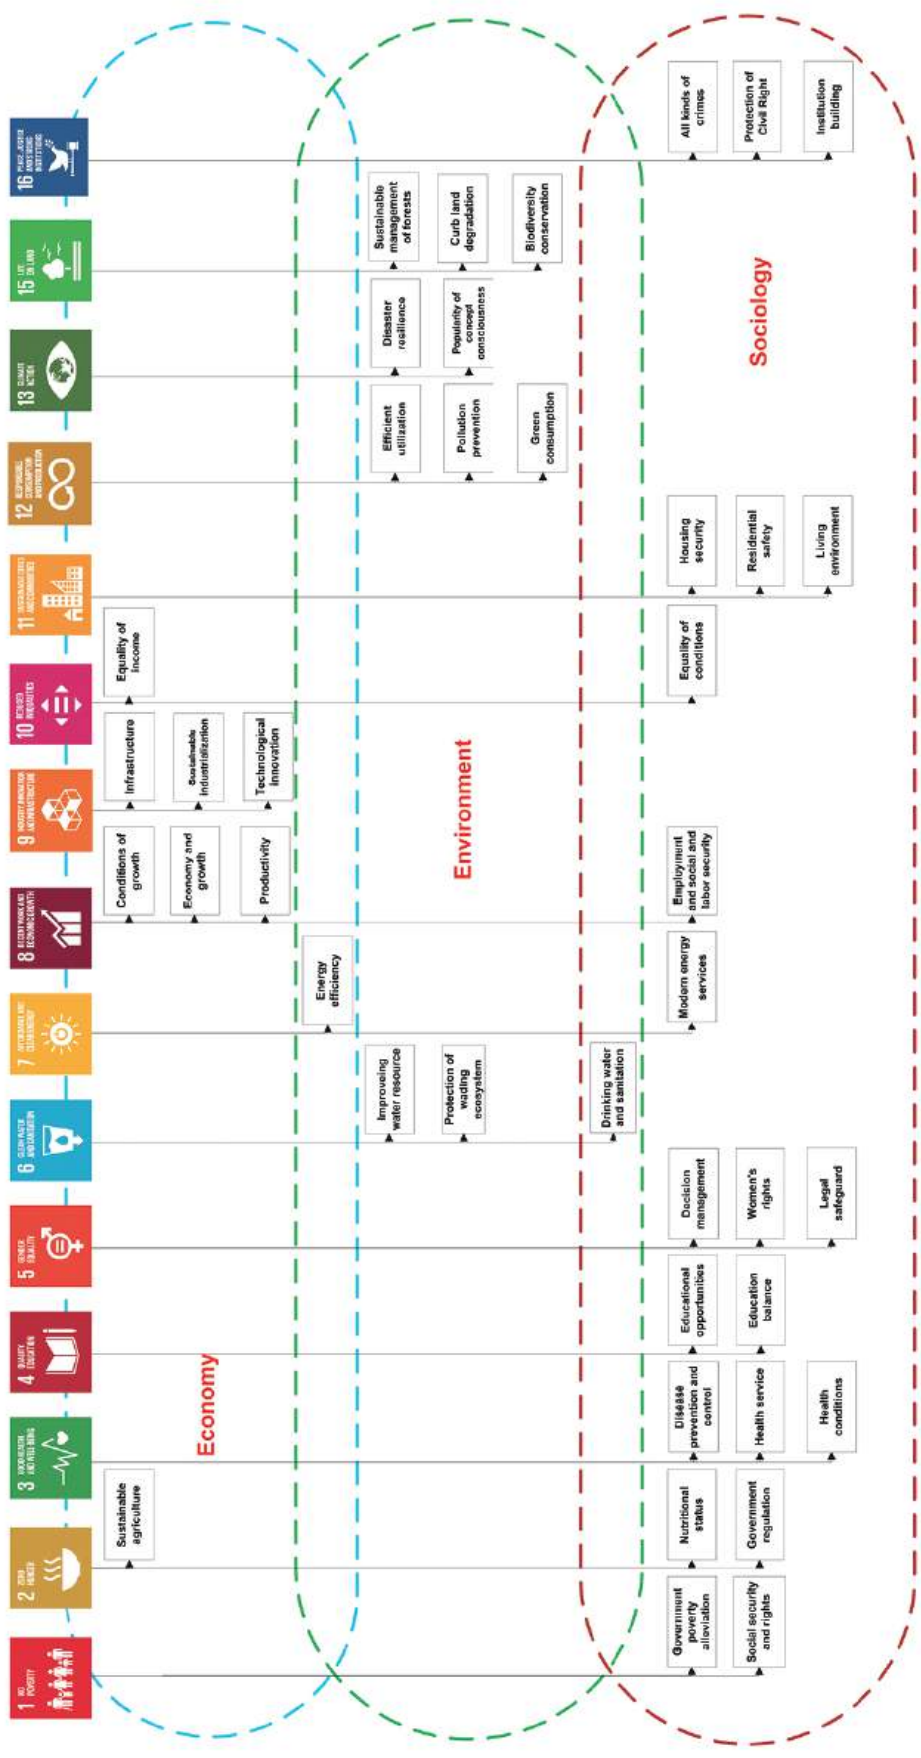 1 NO
POVERTY
2 ZERO
HUNGER
3 GOOD HEALTH
AND WELL-BEING
4 QUALITY
EDUCATION
5 GENDER
EQUALITY
6 CLEAN WATER
AND SANITATION
7 AFFORDABLE AND
CLEAN ENERGY
8 DECENT WORK AND
ECONOMIC GROWTH
9 INDUSTRY, INNOVATION
AND INFRASTRUCTURE
10 REDUCED
INEQUALITIES
11 SUSTAINABLE CITIES
AND COMMUNITIES
12 RESPONSIBLE
CONSUMPTION
AND PRODUCTION
13 CLIMATE
ACTION
15 LIFE
ON LAND
16 PEACE, JUSTICE
AND STRONG
INSTITUTIONS
Sustainable
agriculture
Conditions of
growth
Economy and
growth
Productivity
Infrastructure
Sustainable
industrialization
Technological
innovation
Equality of
income
Economy
Energy
efficiency
Improveing
water resource
Protection of
wading
ecosystem
Environment
Efficient
utilization
Pollution
prevention
Green
consumption
Disaster
resilience
Popularity of
concept
consciousness
Sustainable
management
of forests
Curb land
degradation
Biodiversity
conservation
Drinking water
and sanitation
Government
poverty
alleviation
Social security
and rights
Nutritional
status
Government
regulation
Disease
prevention and
control
Health service
Health
conditions
Educational
opportunities
Education
balance
Decision
management
Women's
rights
Legal
safeguard
Modern energy
services
Employment
and social and
labor security
Equality of
conditions
Housing
security
Residential
safety
Living
environment
Sociology
All kinds of
crimes
Protection of
Civil Right
Institution
building